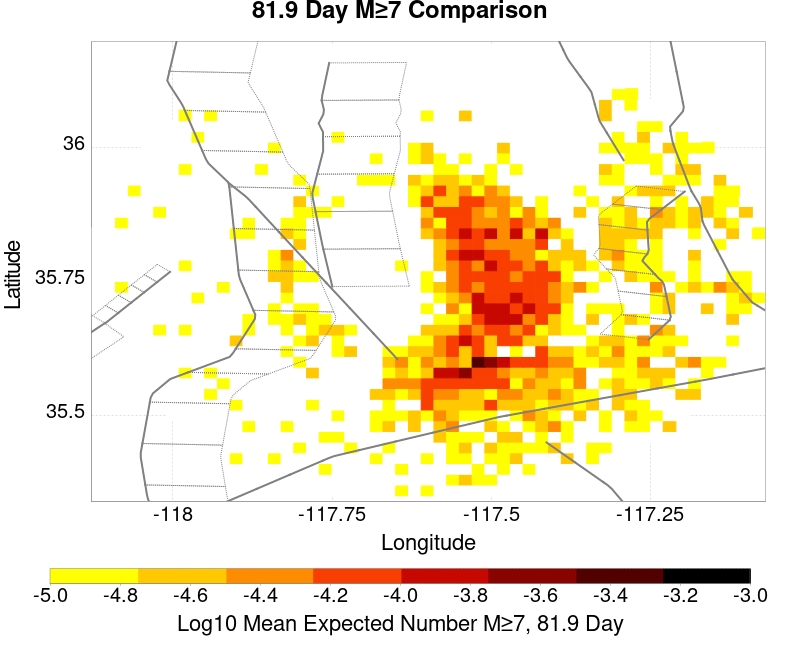 81.9 Day M≥7 Comparison
36
35.75
35.5
Latitude
-118 -117.75 -117.5 -117.25
Longitude
-5.0 -4.8 -4.6 -4.4 -4.2 -4.0 -3.8 -3.6 -3.4 -3.2 -3.0
Log10 Mean Expected Number M≥7, 81.9 Day